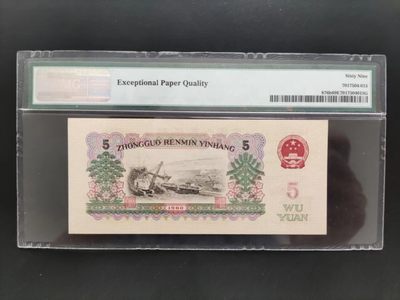 Sixty Nine
Exceptional Paper Quality
5
5
ZHONGGUO RENMIN YINHANG
5
WU
YUAN
1960